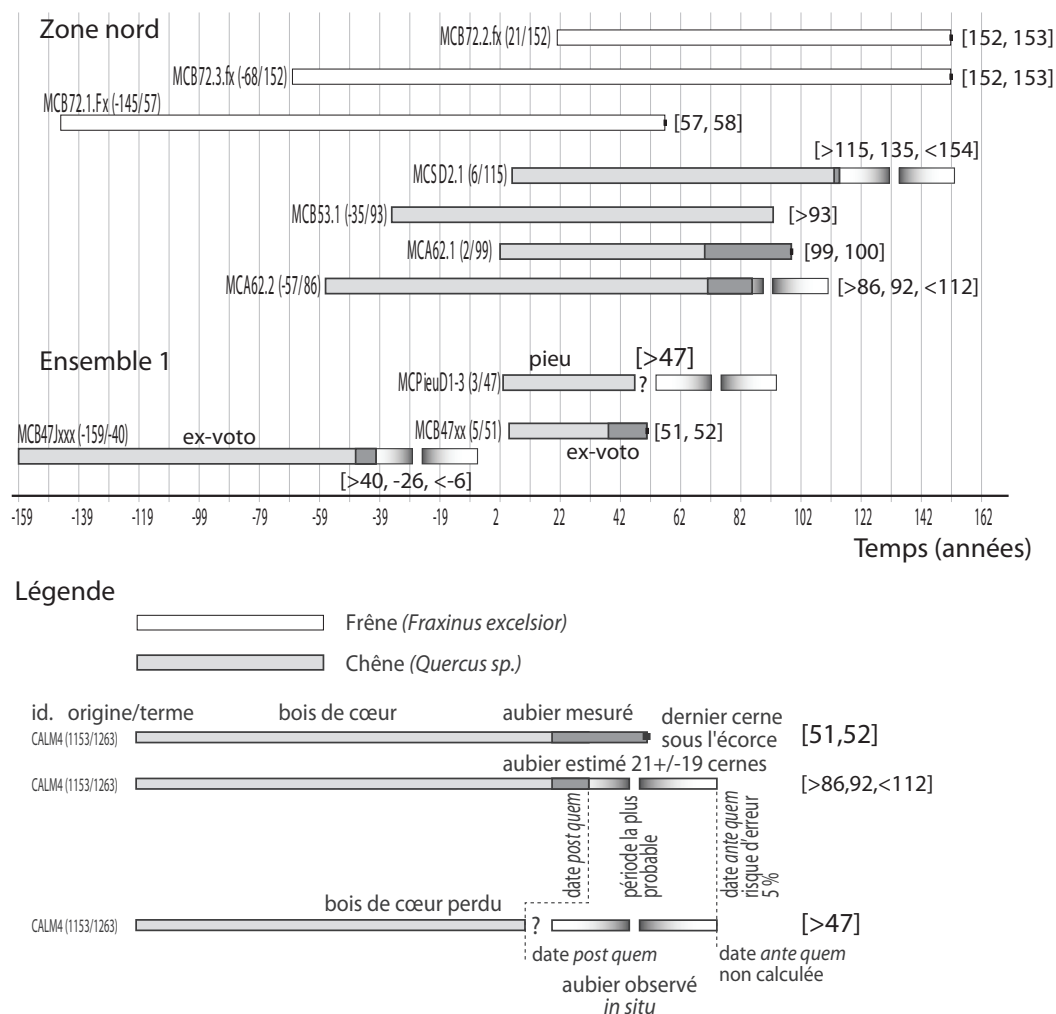 Zone nord
MCB72.2.fx (21/152)
[152, 153]
MCB72.3.fx (-68/152)
[152, 153]
MCB72.1.Fx (-145/57)
[57, 58]
[>115, 135, <154]
MCSD2.1 (6/115)
MCB53.1 (-35/93)
[>93]
MCA62.1 (2/99)
[99, 100]
MCA62.2 (-57/86)
[>86, 92, <112]
Ensemble 1
pieu
[>47]
MCPieuD1-3 (3/47)
?
MCB47Jxxx (-159/-40)
ex-voto
MCB47xx (5/51)
[51, 52]
ex-voto
[>40, -26, <-6]
-159 -139 -119 -99 -79 -59 -39 -19 2 22 42 62 82 102 122 142 162
Temps (années)
Légende
Frêne (Fraxinus excelsior)
Chêne (Quercus sp.)
id. origine/terme
bois de cœur
aubier mesuré
dernier cerne
sous l'écorce
[51,52]
CALM4 (1153/1263)
aubier estimé 21+/-19 cernes
CALM4 (1153/1263)
[>86,92,<112]
date post quem
période la plus
probable
date ante quem
risque d'erreur
5 %
bois de cœur perdu
CALM4 (1153/1263)
?
[>47]
date post quem
date ante quem
non calculée
aubier observé
in situ